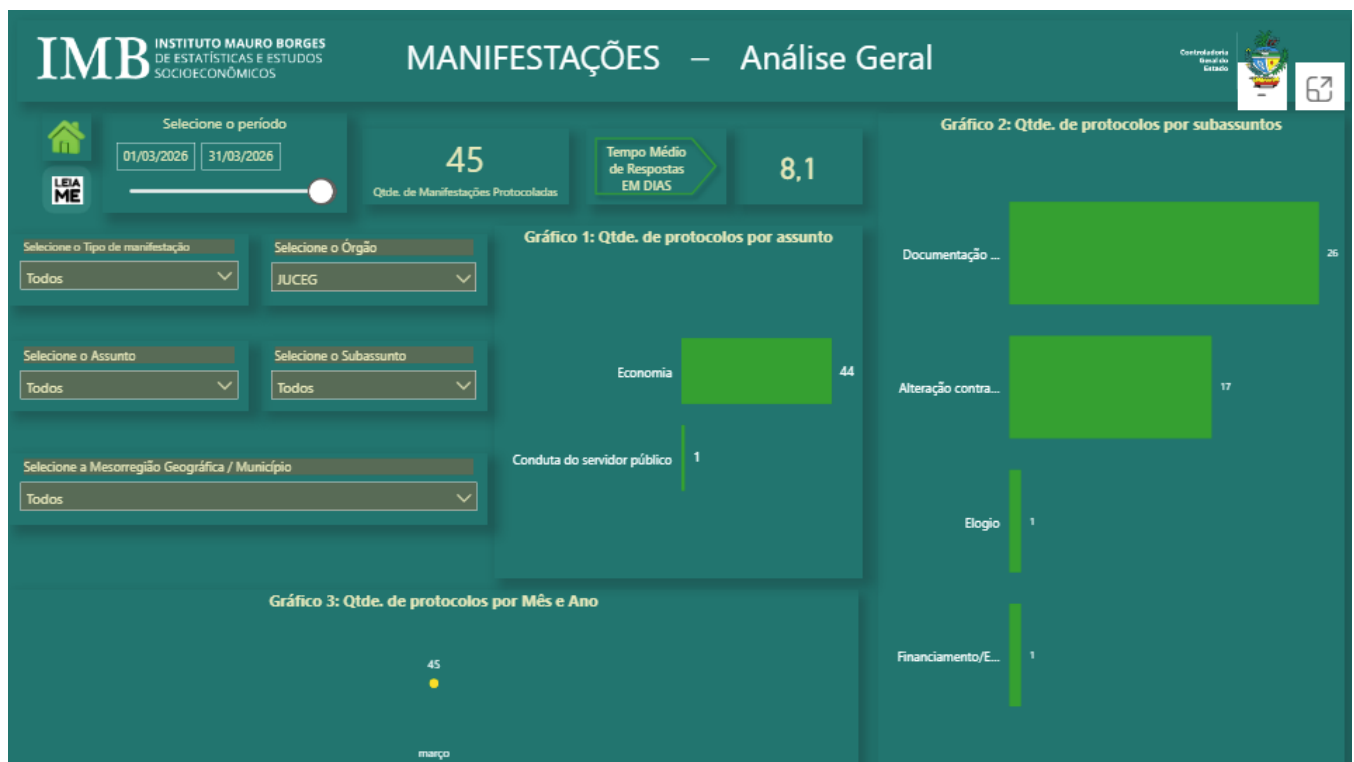 IMB INSTITUTO MAURO BORGES
DE ESTATÍSTICAS E ESTUDOS
SOCIOECONÔMICOS
MANIFESTAÇÕES – Análise Geral
Controladoria
Geral do
Estado
Selecione o período
01/03/2026 31/03/2026
LEIA
ME
45
Qtde. de Manifestações Protocoladas
Tempo Médio
de Respostas
EM DIAS
8,1
Selecione o Tipo de manifestação
Todos
Selecione o Órgão
JUCEG
Selecione o Assunto
Todos
Selecione o Subassunto
Todos
Selecione a Mesorregião Geográfica / Município
Todos
Gráfico 1: Qtde. de protocolos por assunto
Economia 44
Conduta do servidor público 1
Gráfico 2: Qtde. de protocolos por subassuntos
Documentação ... 26
Alteração contra... 17
Elogio 1
Financiamento/E... 1
Gráfico 3: Qtde. de protocolos por Mês e Ano
45
março